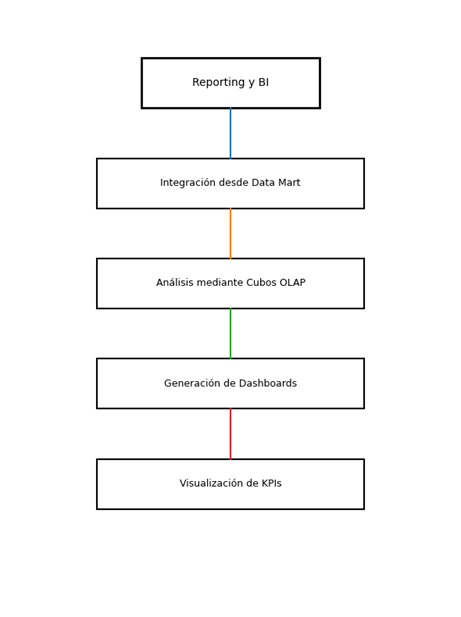 Reporting y BI
Integración desde Data Mart
Análisis mediante Cubos OLAP
Generación de Dashboards
Visualización de KPIs